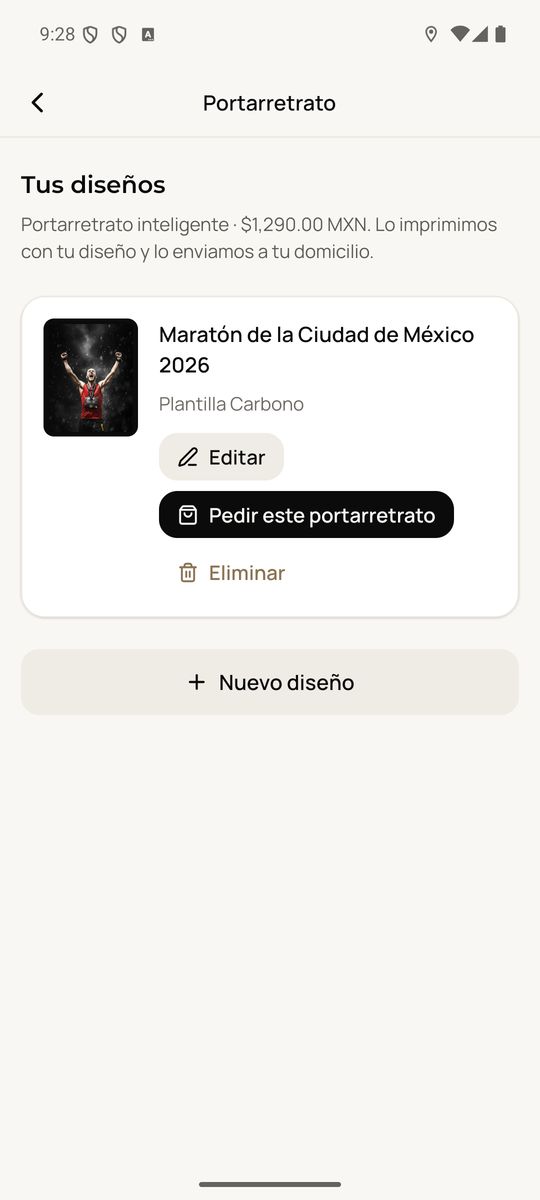 9:28
Portarretrato
Tus diseños
Portarretrato inteligente · $1,290.00 MXN. Lo imprimimos
con tu diseño y lo enviamos a tu domicilio.
Maratón de la Ciudad de México
2026
Plantilla Carbono
Editar
Pedir este portarretrato
Eliminar
+ Nuevo diseño